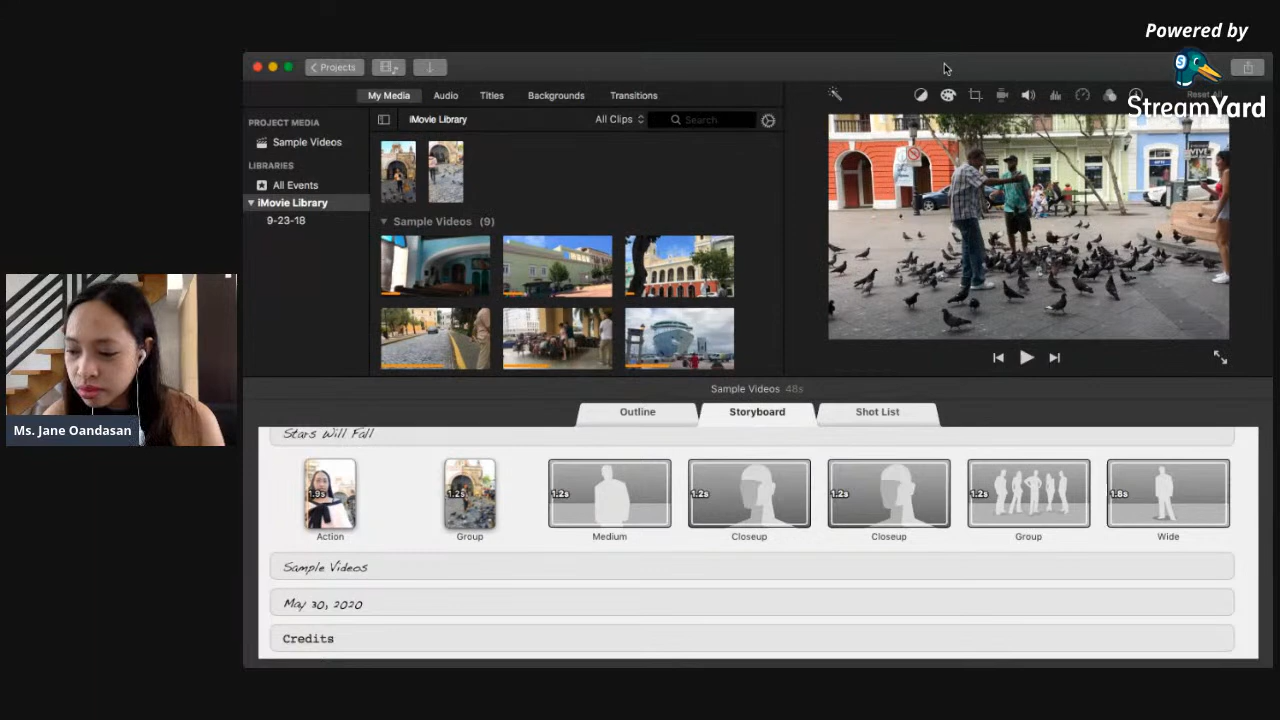 Powered by
StreamYard
Projects
My Media Audio Titles Backgrounds Transitions
Reset All
PROJECT MEDIA
Sample Videos
LIBRARIES
All Events
iMovie Library
9-23-18
iMovie Library
All Clips
Search
Sample Videos (9)
Sample Videos 48s
Outline Storyboard Shot List
Stars Will Fall
1.9s 1.2s 1.2s 1.2s 1.2s 1.2s 1.6s
Action Group Medium Closeup Closeup Group Wide
Sample Videos
May 30, 2020
Credits
Ms. Jane Oandasan